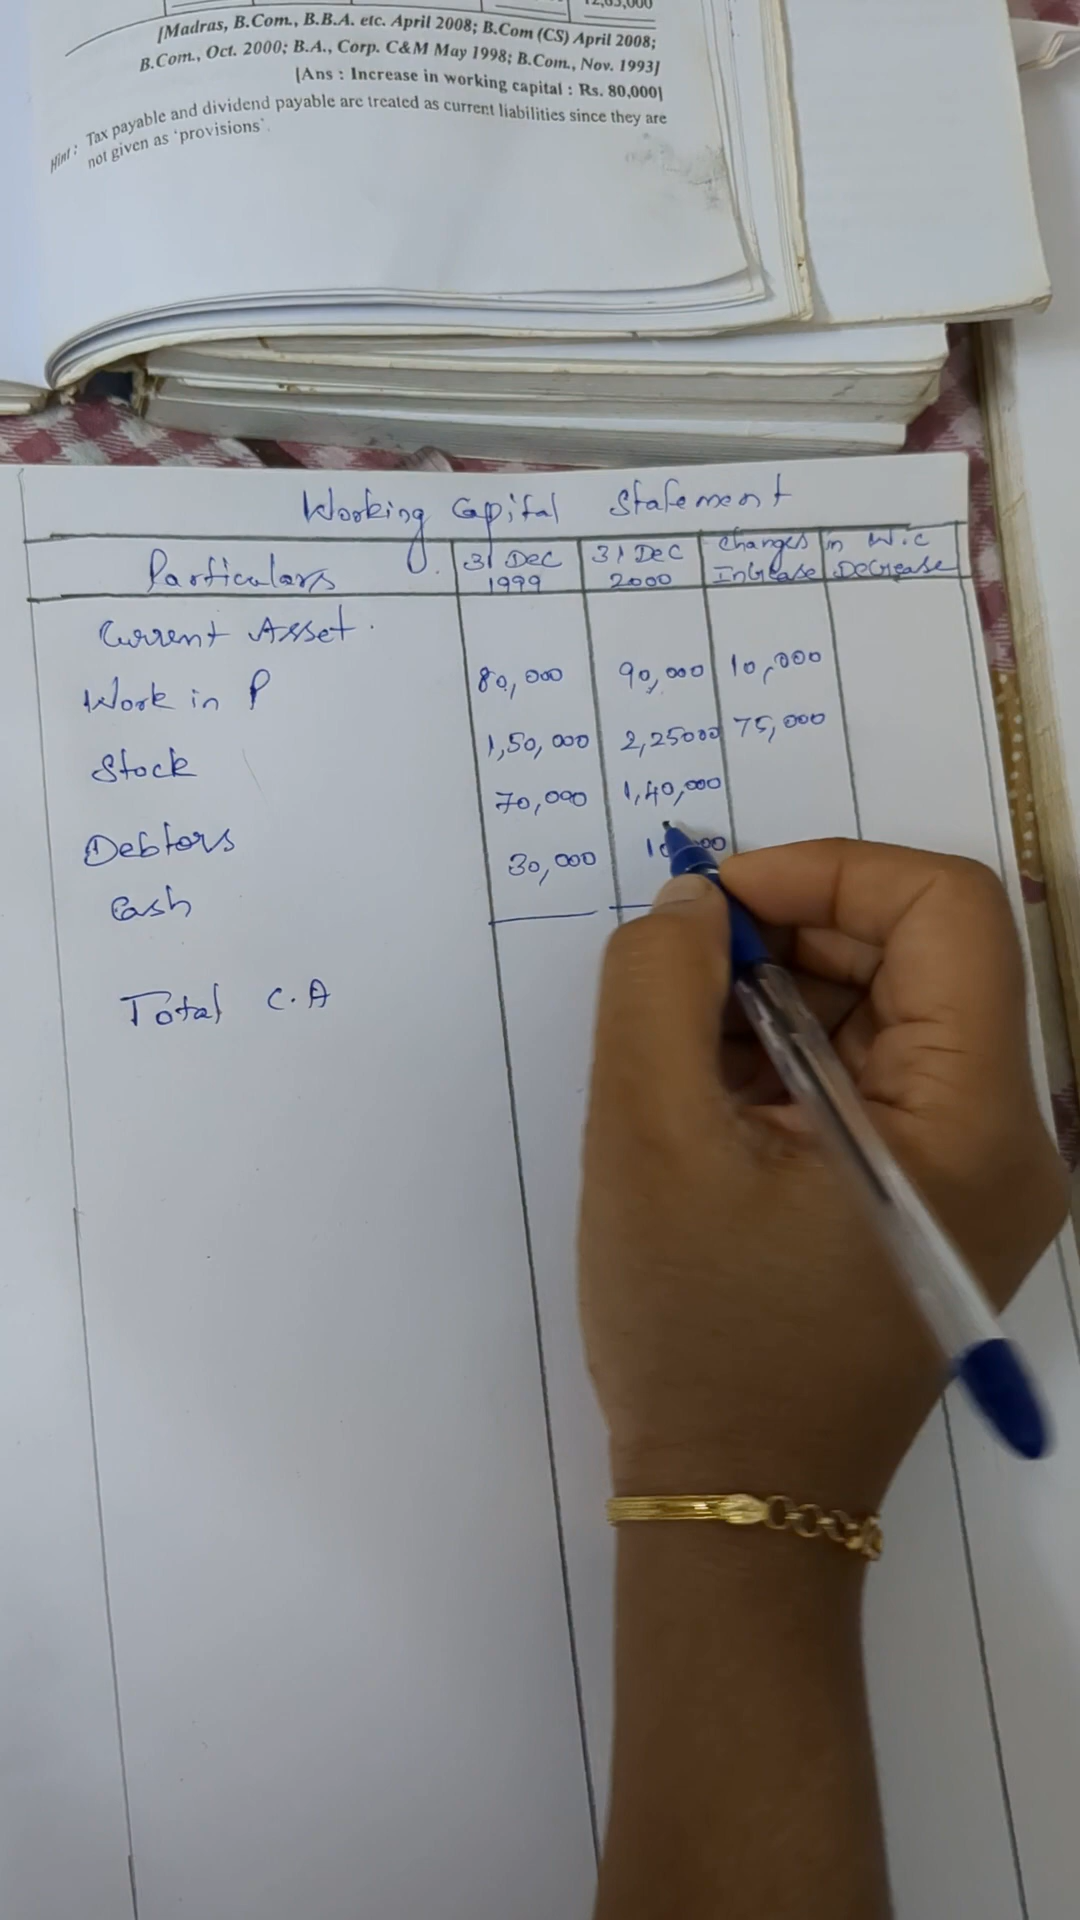 12,65,000
[Madras, B.Com., B.B.A. etc. April 2008; B.Com (CS) April 2008;
B.Com., Oct. 2000; B.A., Corp. C&M May 1998; B.Com., Nov. 1993]
[Ans : Increase in working capital : Rs. 80,000]
Hint : Tax payable and dividend payable are treated as current liabilities since they are
not given as 'provisions'.
Working Capital Statement
Particulars 31 Dec 1999 31 Dec 2000 Changes in W.C Increase Decrease
Current Asset.
Work in P 80,000 90,000 10,000
Stock 1,50,000 2,25000 75,000
Debtors 70,000 1,40,000
Cash 30,000
Total C.A